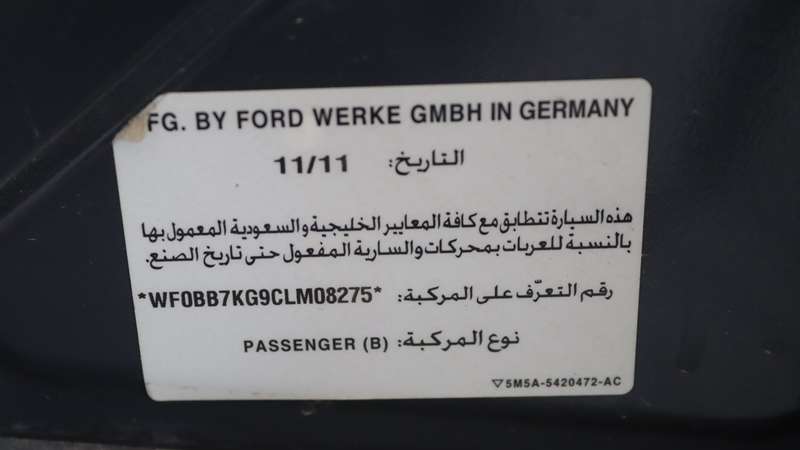 FG. BY FORD WERKE GMBH IN GERMANY
التاريخ: 11/11
هذه السيارة تتطابق مع كافة المعايير الخليجية والسعودية المعمول بها
بالنسبة للعربات بمحركات والسارية المفعول حتى تاريخ الصنع.
رقم التعرّف على المركبة: *WF0BB7KG9CLM08275*
نوع المركبة: PASSENGER (B)
▽5M5A-5420472-AC